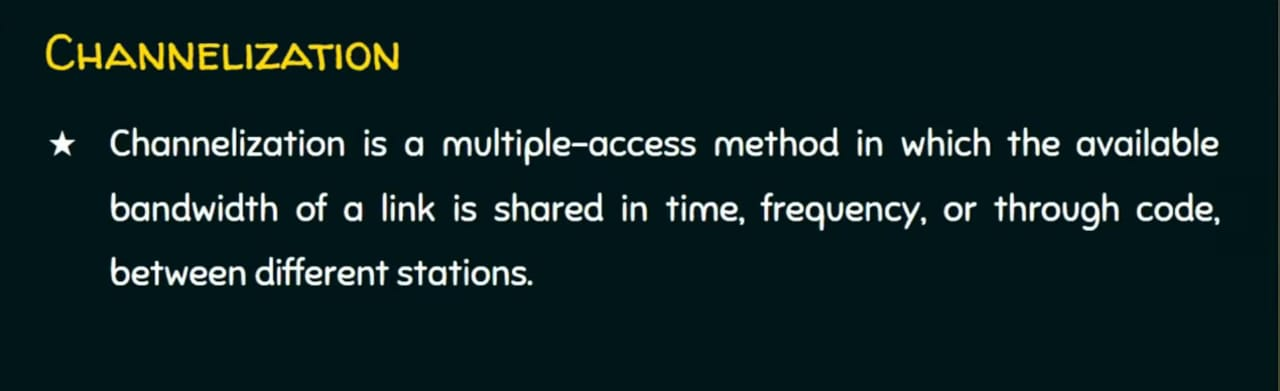 CHANNELIZATION
★ Channelization is a multiple-access method in which the available
bandwidth of a link is shared in time, frequency, or through code,
between different stations.